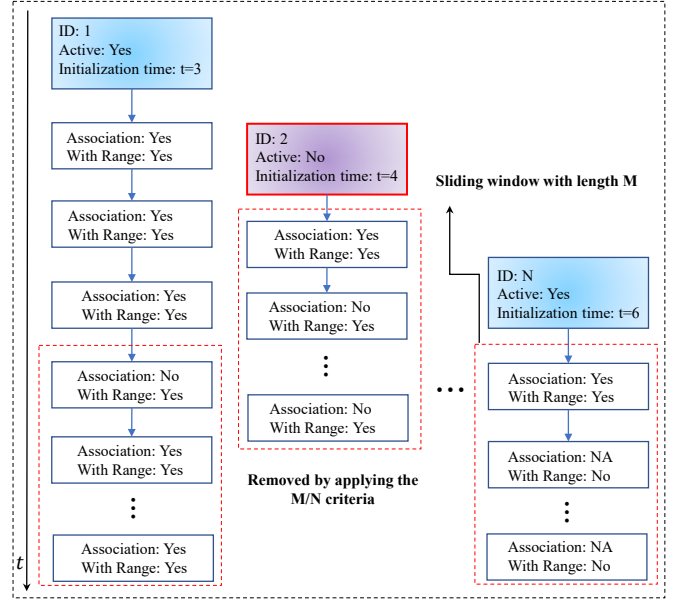 ID: 1
Active: Yes
Initialization time: t=3
Association: Yes
With Range: Yes
Association: Yes
With Range: Yes
Association: Yes
With Range: Yes
Association: No
With Range: Yes
Association: Yes
With Range: Yes
Association: Yes
With Range: Yes
ID: 2
Active: No
Initialization time: t=4
Association: Yes
With Range: Yes
Association: No
With Range: Yes
Association: No
With Range: Yes
Removed by applying the
M/N criteria
Sliding window with length M
ID: N
Active: Yes
Initialization time: t=6
Association: Yes
With Range: Yes
Association: NA
With Range: No
Association: NA
With Range: No
t